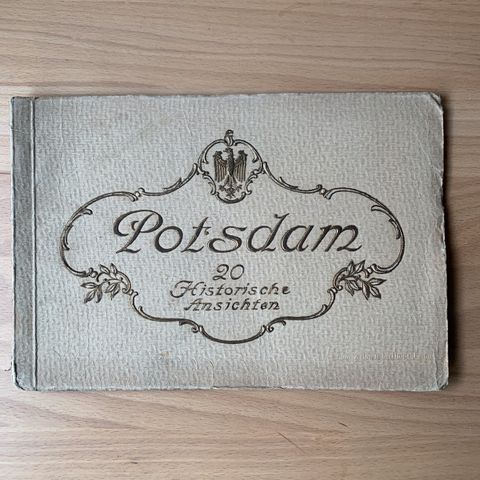 Potsdam
20
Historische
Ansichten